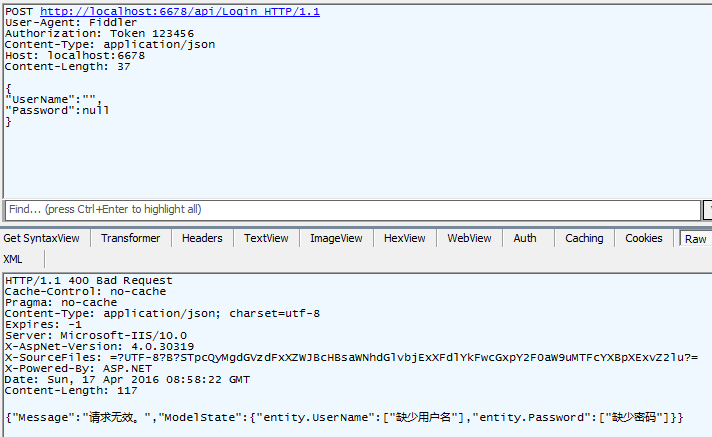 POST http://localhost:6678/api/Login HTTP/1.1
User-Agent: Fiddler
Authorization: Token 123456
Content-Type: application/json
Host: localhost:6678
Content-Length: 37
{
"UserName":"",
"Password":null
}
Find... (press Ctrl+Enter to highlight all)
Get SyntaxView Transformer Headers TextView ImageView HexView WebView Auth Caching Cookies Raw
XML
HTTP/1.1 400 Bad Request
Cache-Control: no-cache
Pragma: no-cache
Content-Type: application/json; charset=utf-8
Expires: -1
Server: Microsoft-IIS/10.0
X-AspNet-Version: 4.0.30319
X-SourceFiles: =?UTF-8?B?STpcQyMgdGVzdFxXZWJBcHBsaWNhdGlvbjExXFdlYkFwcGxpY2F0aW9uMTFcYXBpXExvZ2lu?=
X-Powered-By: ASP.NET
Date: Sun, 17 Apr 2016 08:58:22 GMT
Content-Length: 117
{"Message":"请求无效。","ModelState":{"entity.UserName":["缺少用户名"],"entity.Password":["缺少密码"]}}